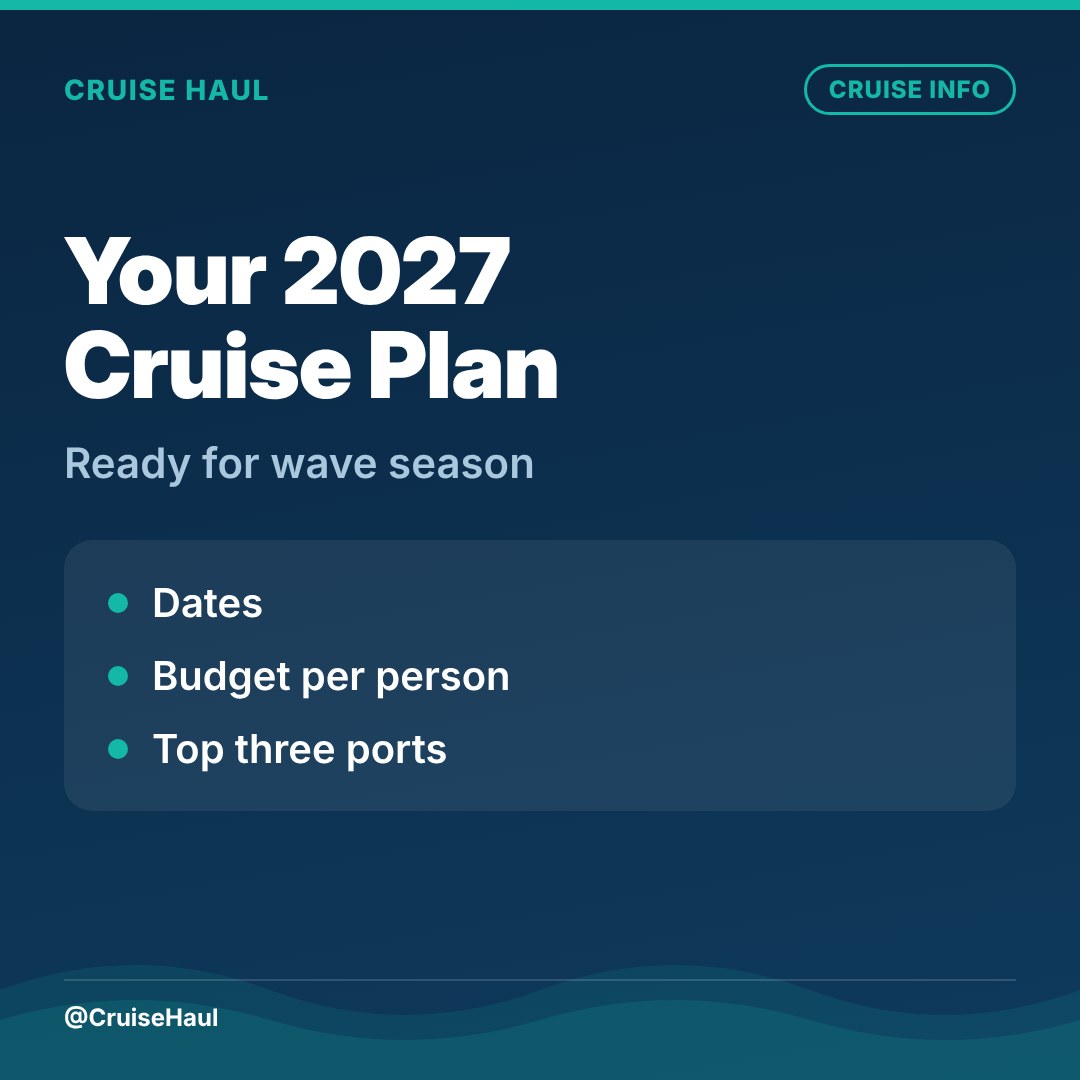 CRUISE HAUL
CRUISE INFO
Your 2027
Cruise Plan
Ready for wave season
Dates
Budget per person
Top three ports
@CruiseHaul